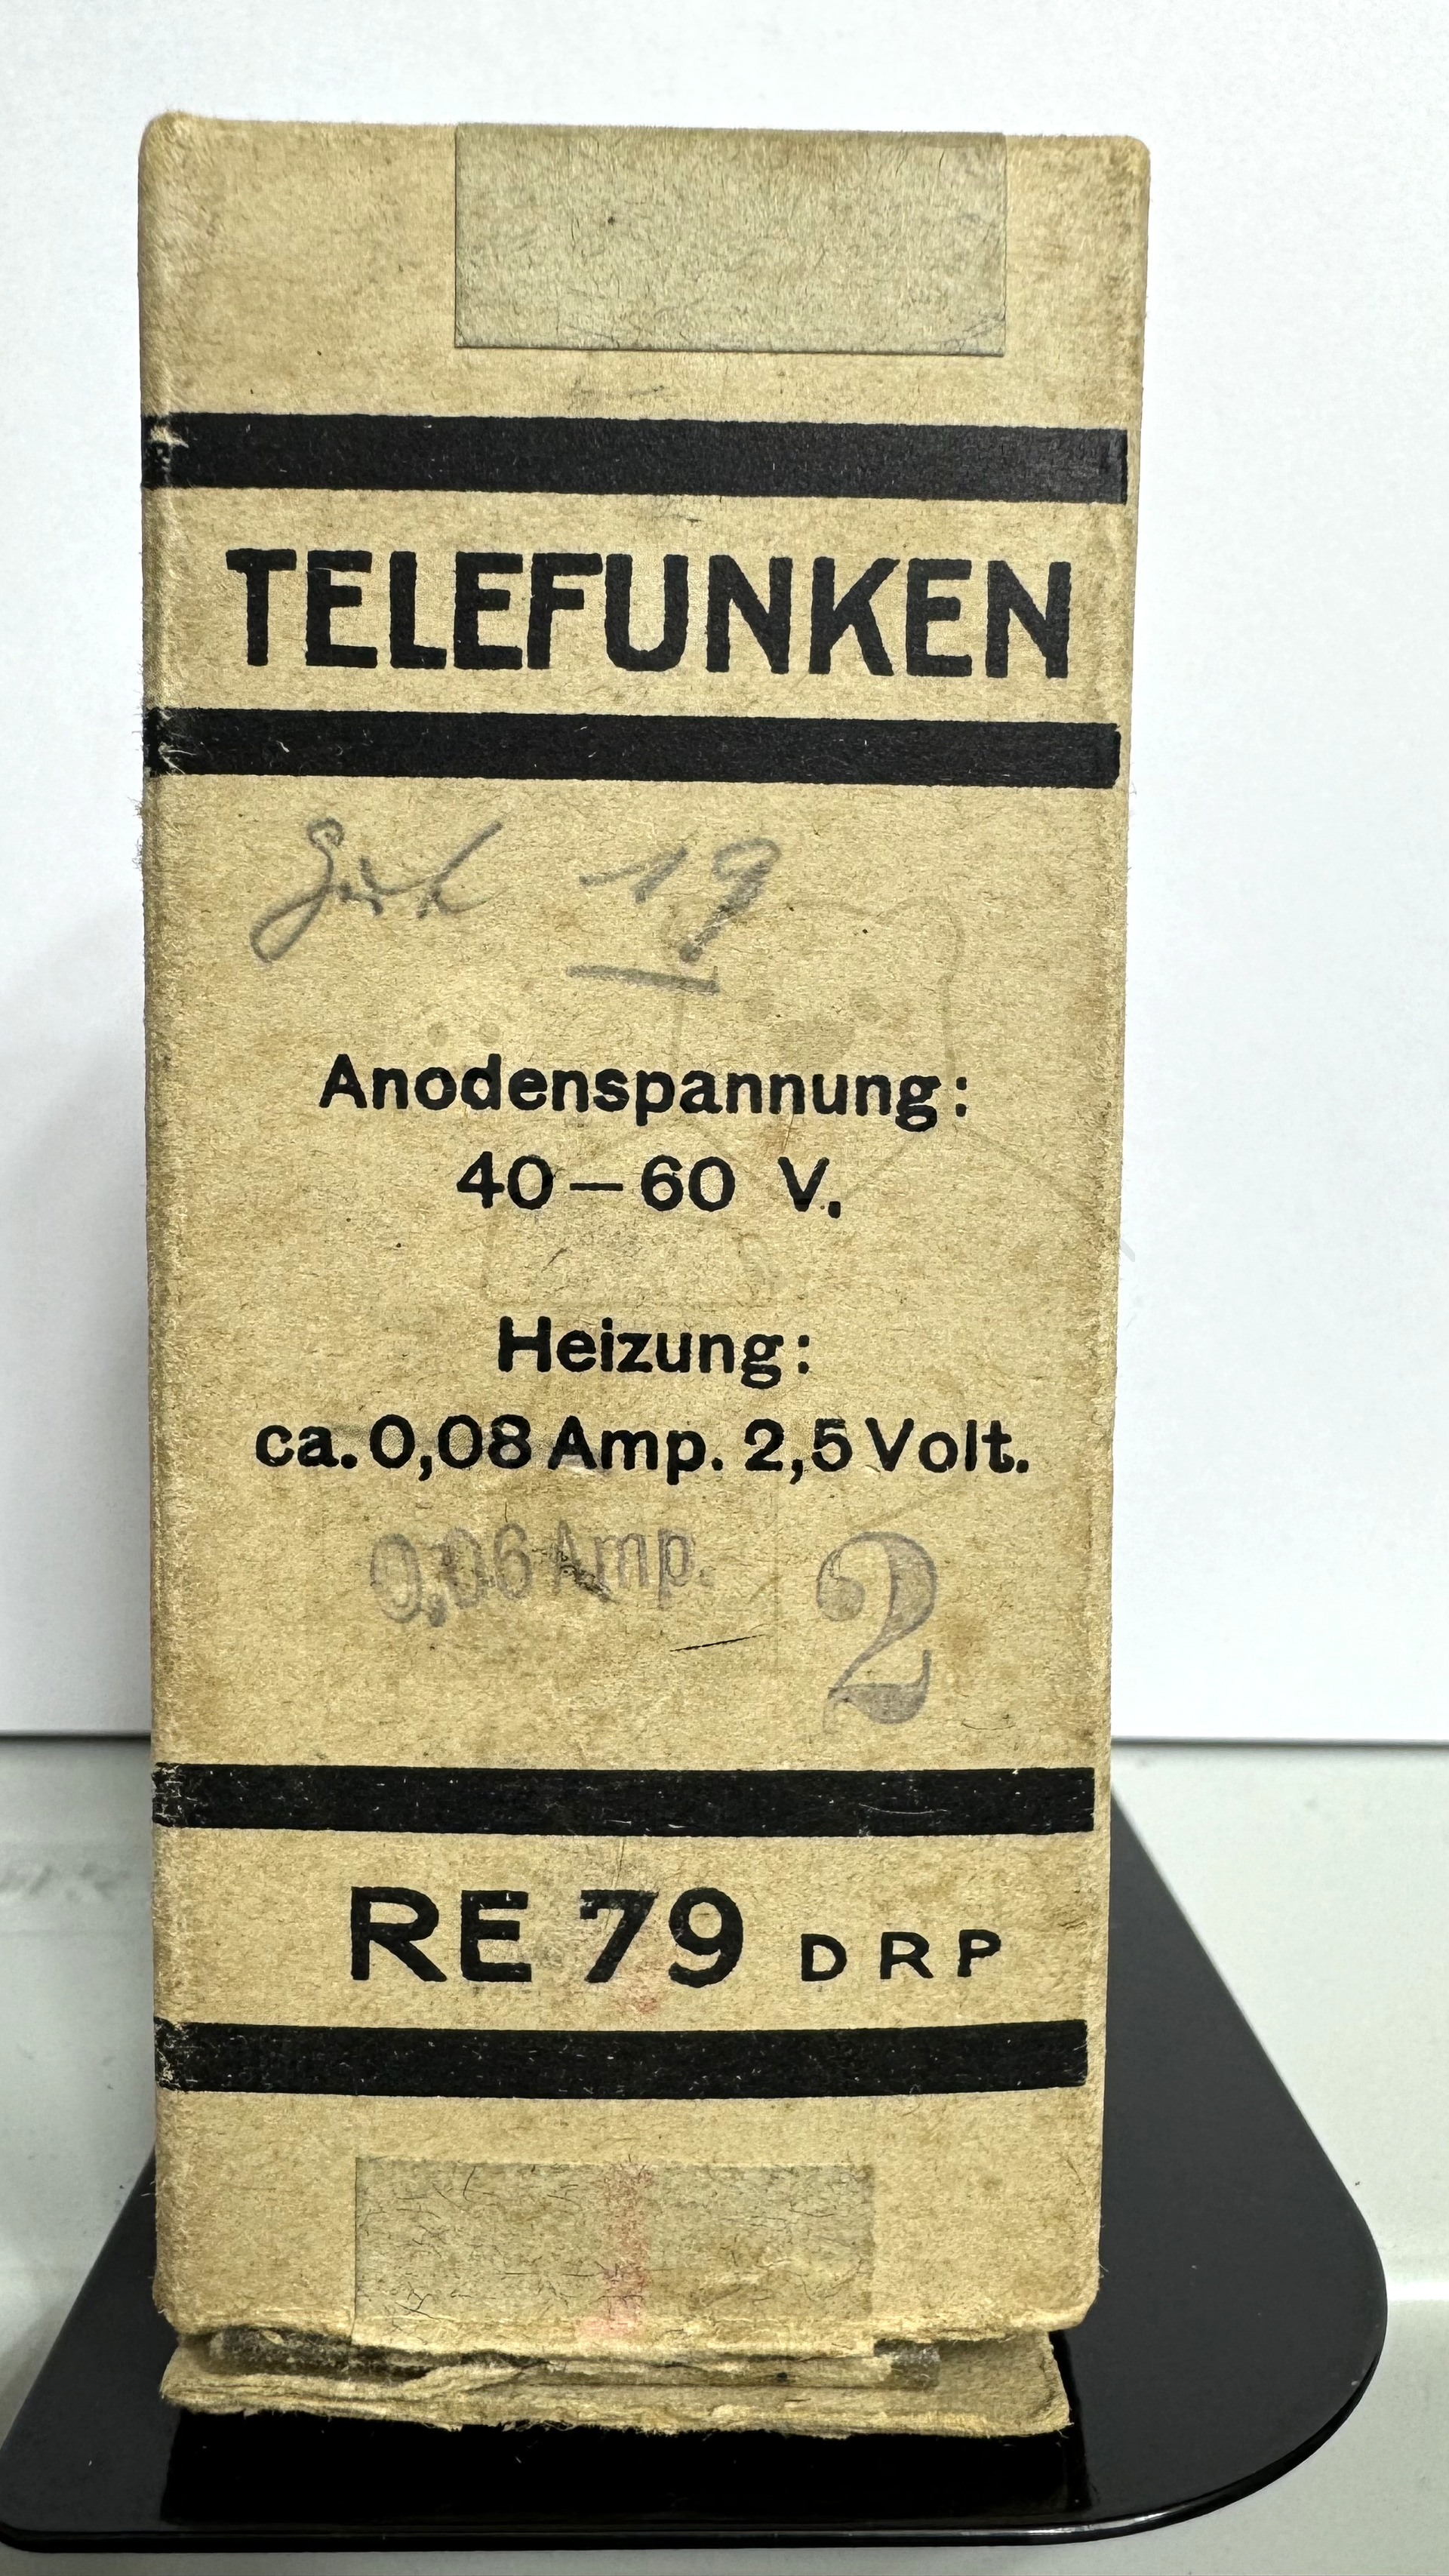 TELEFUNKEN
19
Anodenspannung:
40 – 60 V.
Heizung:
ca. 0,08 Amp. 2,5 Volt.
0,06 Amp. 2
RE 79 DRP